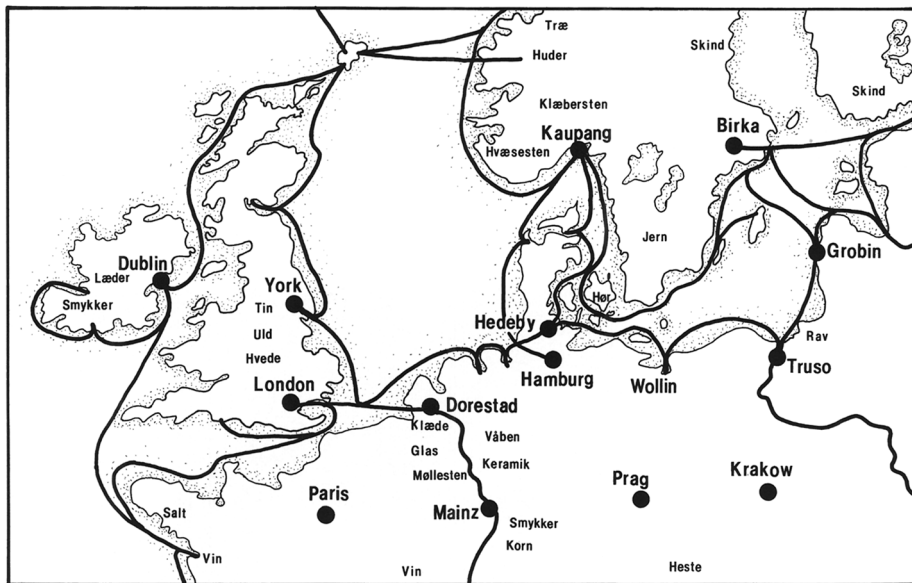 Træ
Huder
Skind
Skind
Klæbersten
Kaupang
Birka
Hvæsesten
Jern
Grobin
Dublin
Læder
Smykker
York
Tin
Uld
Hvede
Hør
Hedeby
Rav
London
Hamburg
Wollin
Truso
Dorestad
Klæde
Glas
Våben
Møllesten
Keramik
Paris
Prag
Krakow
Mainz
Salt
Smykker
Korn
Vin
Vin
Heste